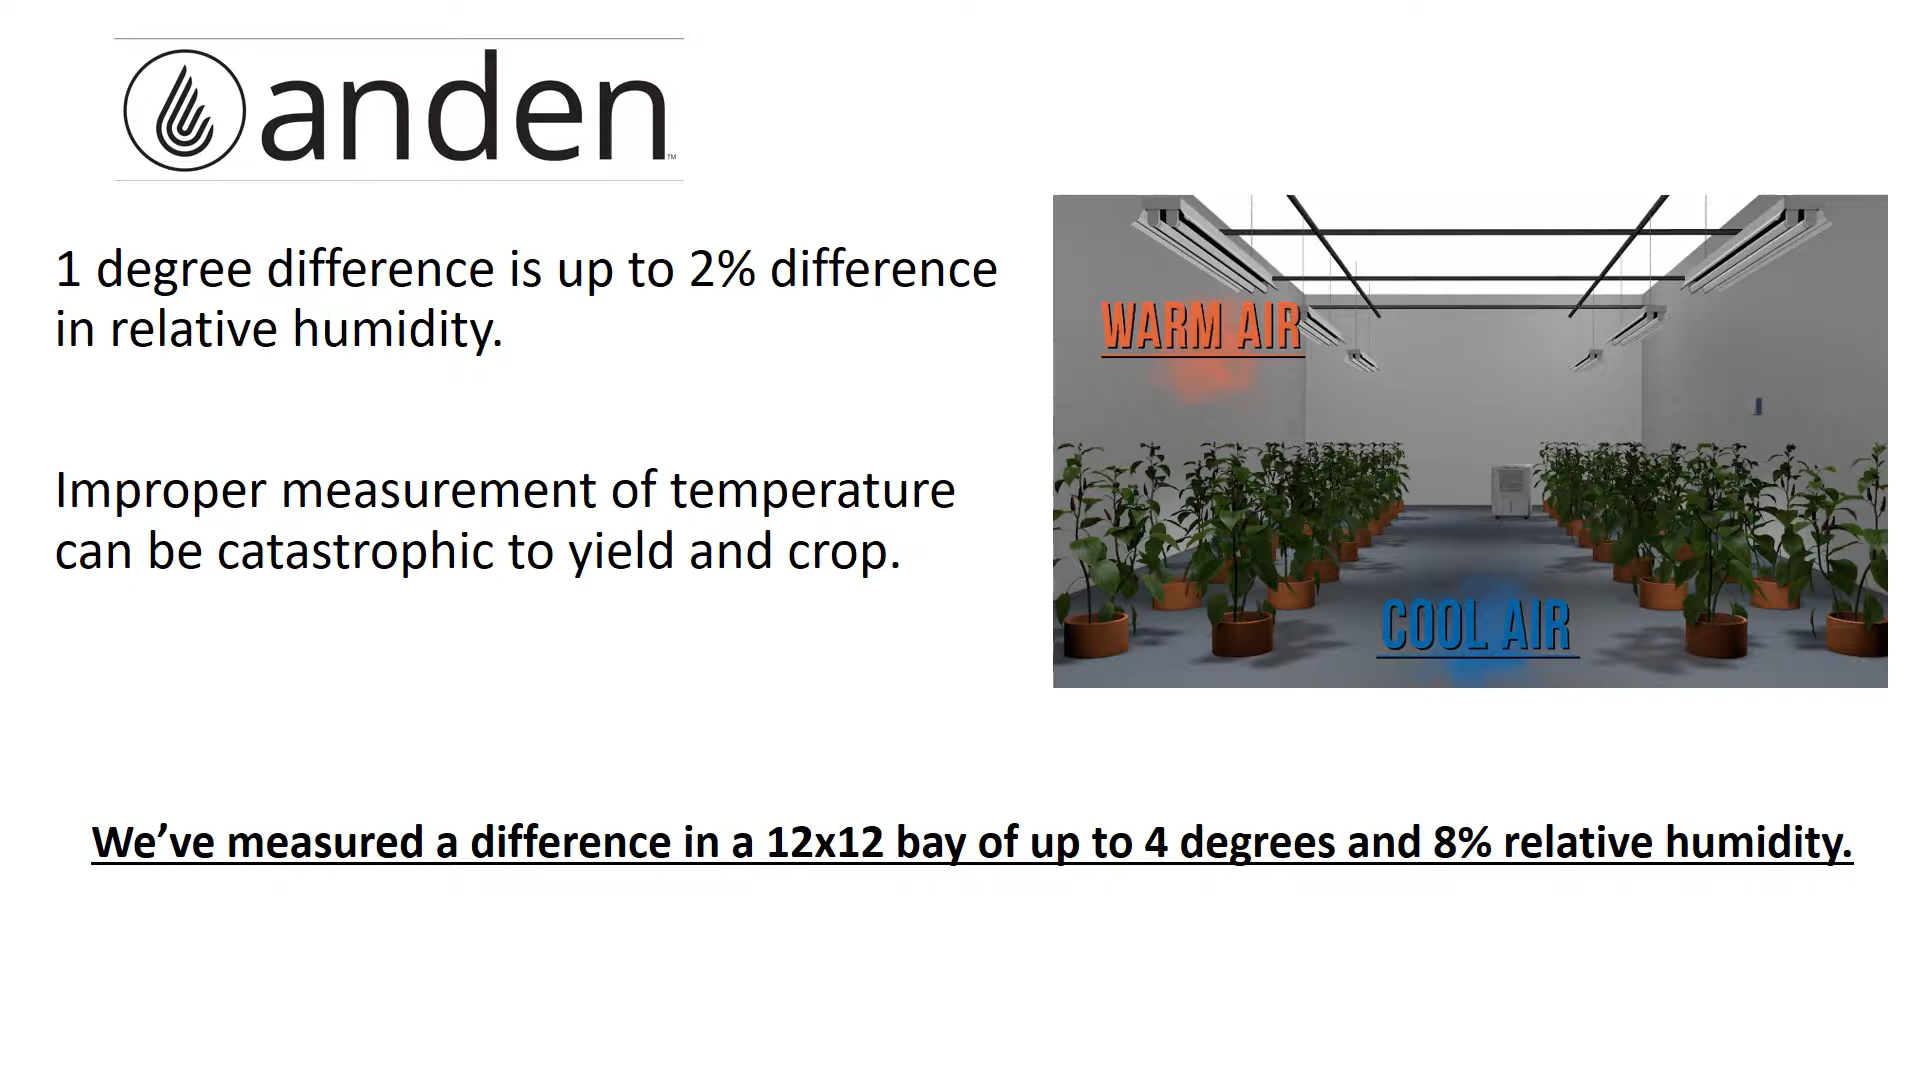 anden™
1 degree difference is up to 2% difference
in relative humidity.
WARM AIR
Improper measurement of temperature
can be catastrophic to yield and crop.
COOL AIR
We’ve measured a difference in a 12x12 bay of up to 4 degrees and 8% relative humidity.